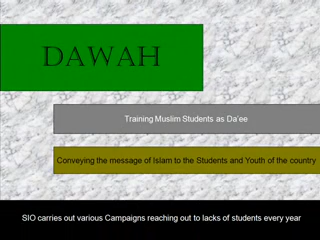 DAWAH
Training Muslim Students as Da'ee
Conveying the message of Islam to the Students and Youth of the country
SIO carries out various Campaigns reaching out to lacks of students every year